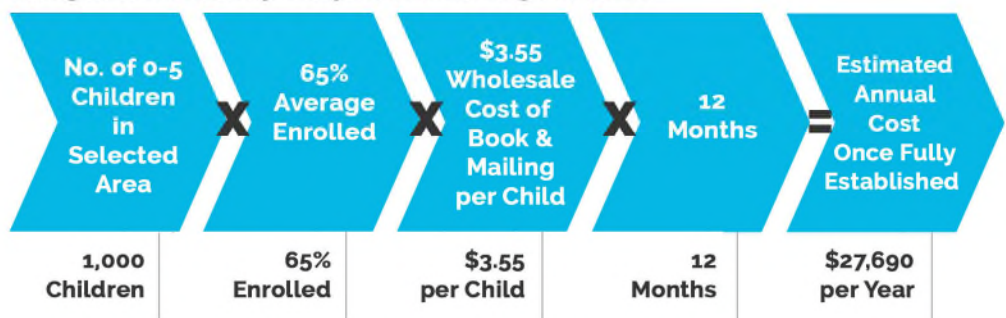 No. of 0-5
Children
in
Selected
Area
X
65%
Average
Enrolled
X
$3.55
Wholesale
Cost of
Book &
Mailing
per Child
X
12
Months
=
Estimated
Annual
Cost
Once Fully
Established
1,000
Children
65%
Enrolled
$3.55
per Child
12
Months
$27,690
per Year